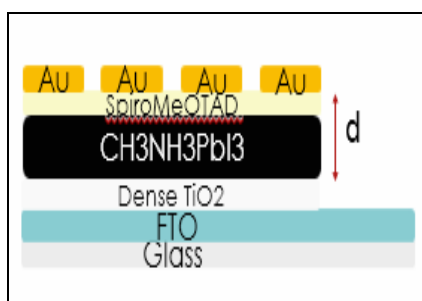 Au Au Au Au
SpiroMeOTAD
CH3NH3PbI3
d
Dense TiO2
FTO
Glass